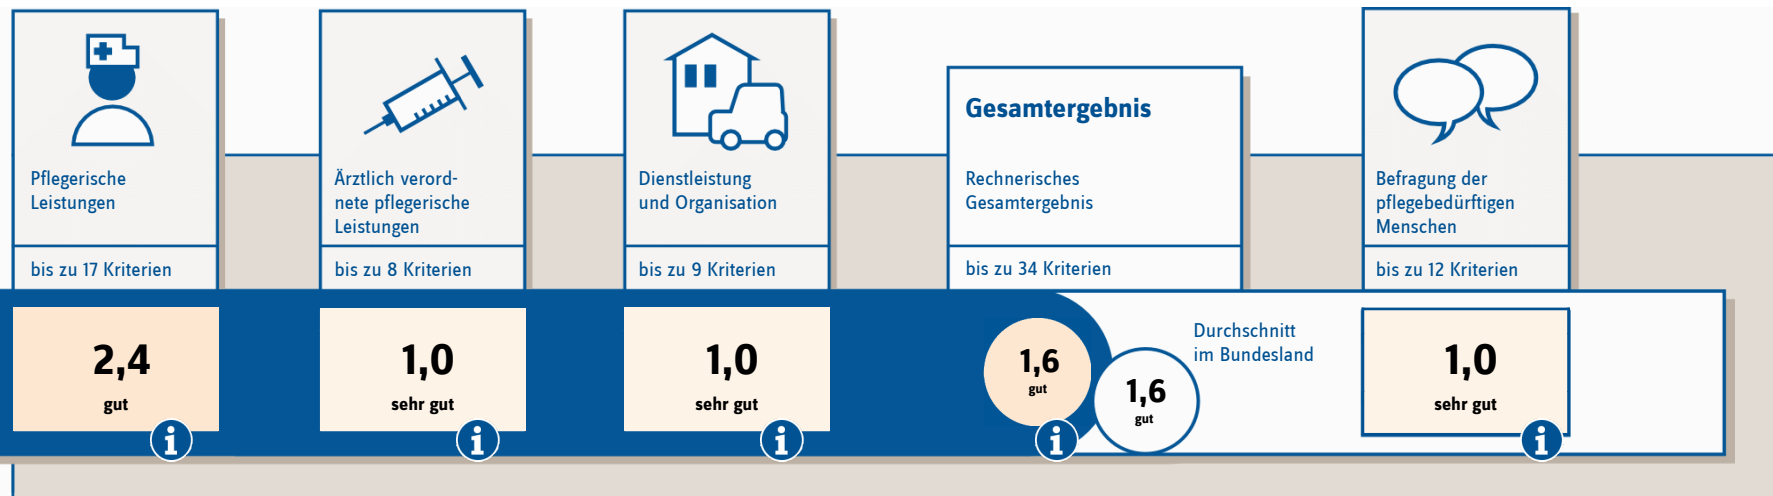 Pflegerische
Leistungen
bis zu 17 Kriterien
2,4
gut
Ärztlich verord-
nete pflegerische
Leistungen
bis zu 8 Kriterien
1,0
sehr gut
Dienstleistung
und Organisation
bis zu 9 Kriterien
1,0
sehr gut
Gesamtergebnis
Rechnerisches
Gesamtergebnis
bis zu 34 Kriterien
1,6
gut
1,6
gut
Durchschnitt
im Bundesland
Befragung der
pflegebedürftigen
Menschen
bis zu 12 Kriterien
1,0
sehr gut